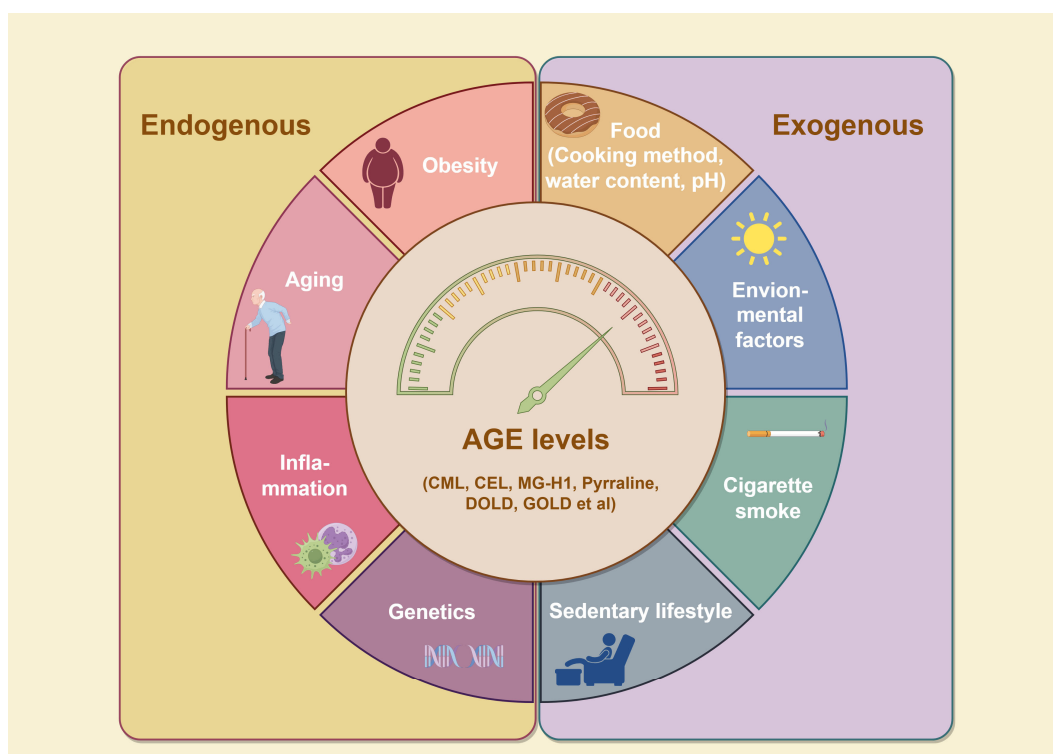 Endogenous
Exogenous
Obesity
Food
(Cooking method,
water content, pH)
Aging
Envion-
mental
factors
AGE levels
(CML, CEL, MG-H1, Pyrraline,
DOLD, GOLD et al)
Infla-
mmation
Cigarette
smoke
Genetics
Sedentary lifestyle